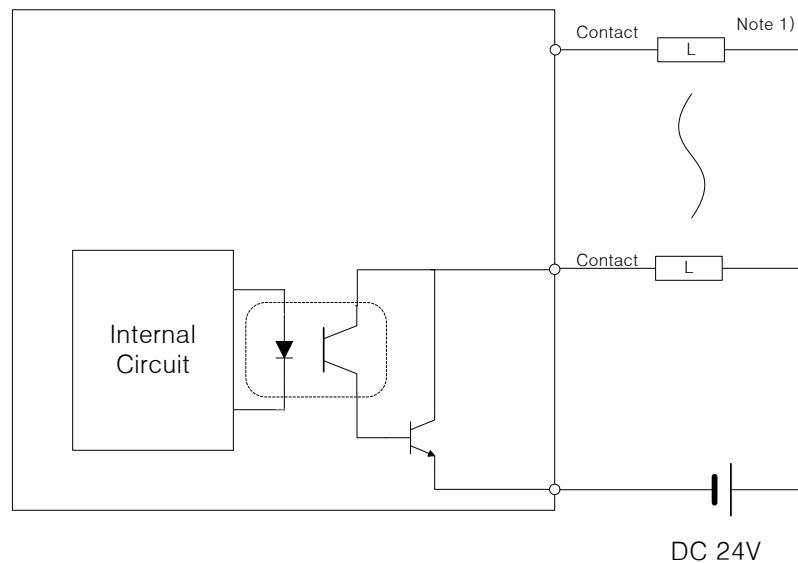 Contact
L
Note 1)
Contact
L
Internal
Circuit
DC 24V